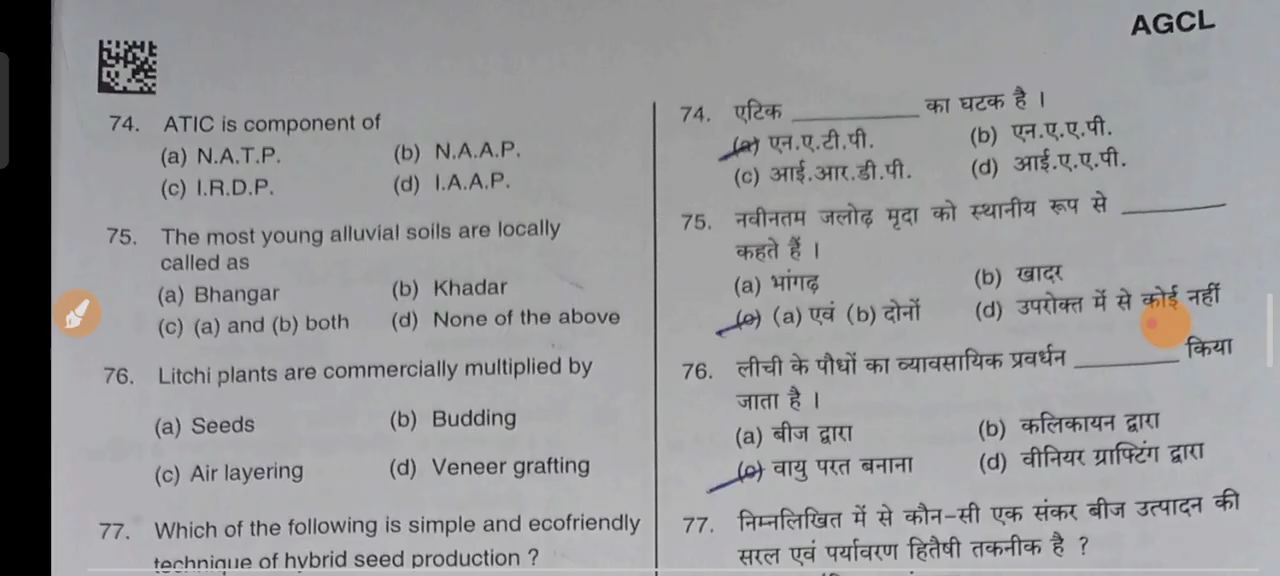 AGCL
74. ATIC is component of
(a) N.A.T.P. (b) N.A.A.P.
(c) I.R.D.P. (d) I.A.A.P.
75. The most young alluvial soils are locally
called as
(a) Bhangar (b) Khadar
(c) (a) and (b) both (d) None of the above
76. Litchi plants are commercially multiplied by
(a) Seeds (b) Budding
(c) Air layering (d) Veneer grafting
77. Which of the following is simple and ecofriendly
technique of hybrid seed production ?
74. एटिक ________ का घटक है ।
(a) एन.ए.टी.पी. (b) एन.ए.ए.पी.
(c) आई.आर.डी.पी. (d) आई.ए.ए.पी.
75. नवीनतम जलोढ़ मृदा को स्थानीय रूप से ________
कहते हैं ।
(a) भांगढ़ (b) खादर
(c) (a) एवं (b) दोनों (d) उपरोक्त में से कोई नहीं
76. लीची के पौधों का व्यावसायिक प्रवर्धन ________ किया
जाता है ।
(a) बीज द्वारा (b) कलिकायन द्वारा
(c) वायु परत बनाना (d) वीनियर ग्राफ्टिंग द्वारा
77. निम्नलिखित में से कौन-सी एक संकर बीज उत्पादन की
सरल एवं पर्यावरण हितैषी तकनीक है ?